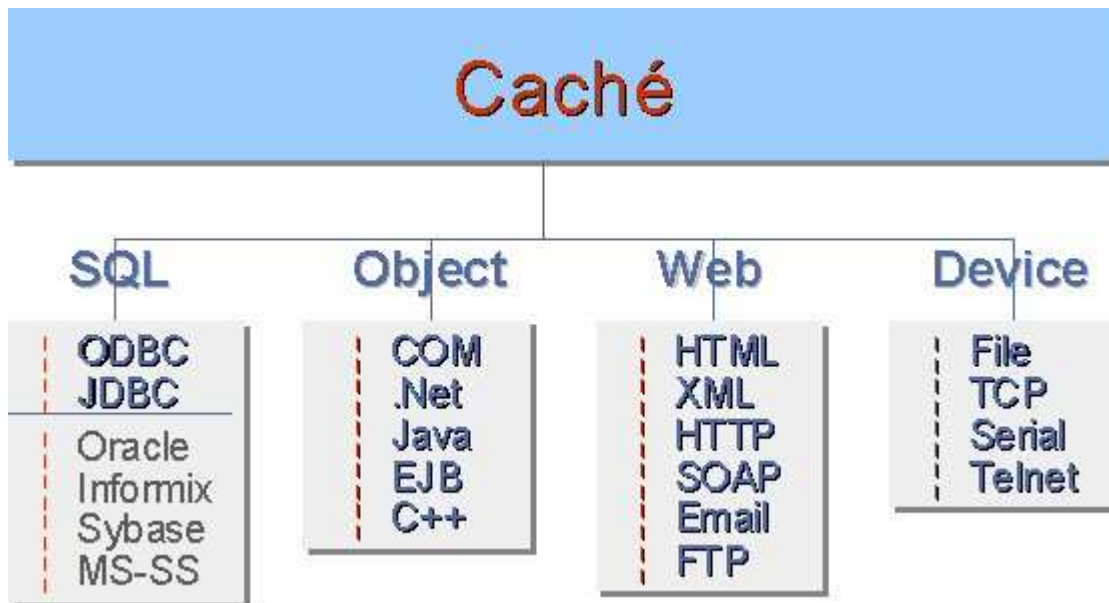 Caché
SQL
ODBC
JDBC
Oracle
Informix
Sybase
MS-SS
Object
COM
.Net
Java
EJB
C++
Web
HTML
XML
HTTP
SOAP
Email
FTP
Device
File
TCP
Serial
Telnet